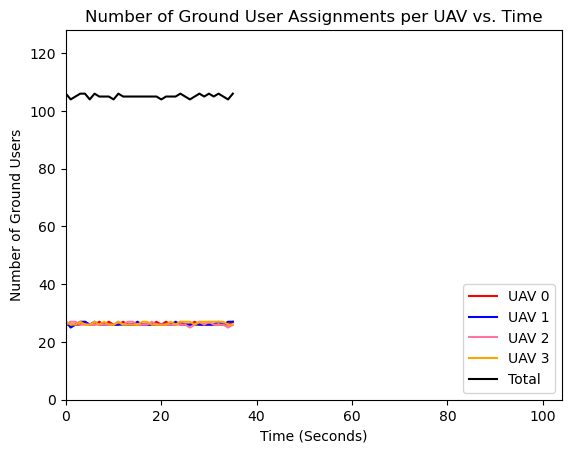 Number of Ground User Assignments per UAV vs. Time
Number of Ground Users
120
100
80
60
40
20
0
0 20 40 60 80 100
Time (Seconds)
UAV 0
UAV 1
UAV 2
UAV 3
Total